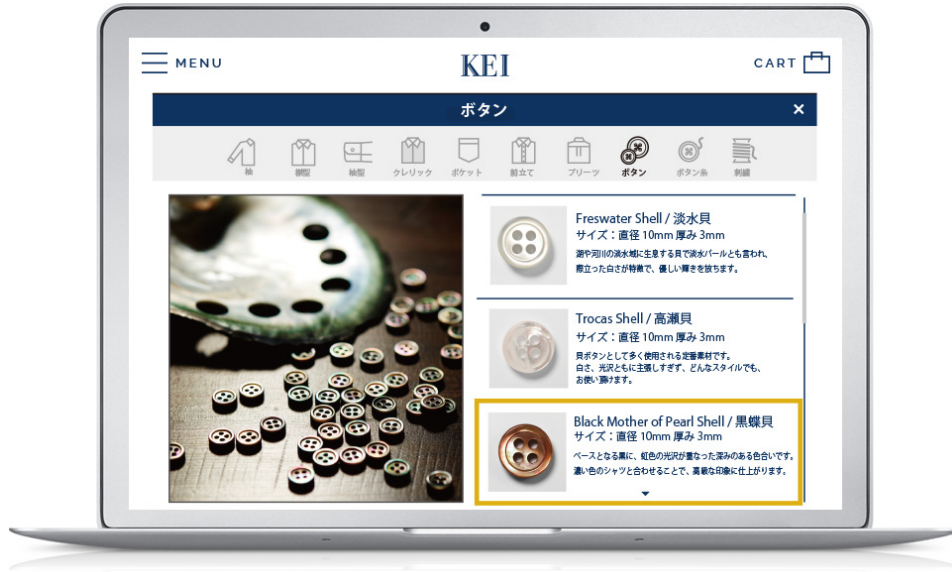 MENU
KEI
CART
ボタン
×
袖
襟型
袖型
クレリック
ポケット
前立て
プリーツ
ボタン
ボタン糸
刺繍
Freswater Shell / 淡水貝
サイズ：直径 10mm 厚み 3mm
湖や河川の淡水域に生息する貝で淡水パールとも言われ、
際立った白さが特徴で、優しい輝きを放ちます。
Trocas Shell / 高瀬貝
サイズ：直径 10mm 厚み 3mm
貝ボタンとして多く使用される定番素材です。
白さ、光沢ともに主張しすぎず、どんなスタイルでも、
お使い頂けます。
Black Mother of Pearl Shell / 黒蝶貝
サイズ：直径 10mm 厚み 3mm
ベースとなる黒に、虹色の光沢が重なった深みのある色合いです。
濃い色のシャツと合わせることで、高級な印象に仕上がります。